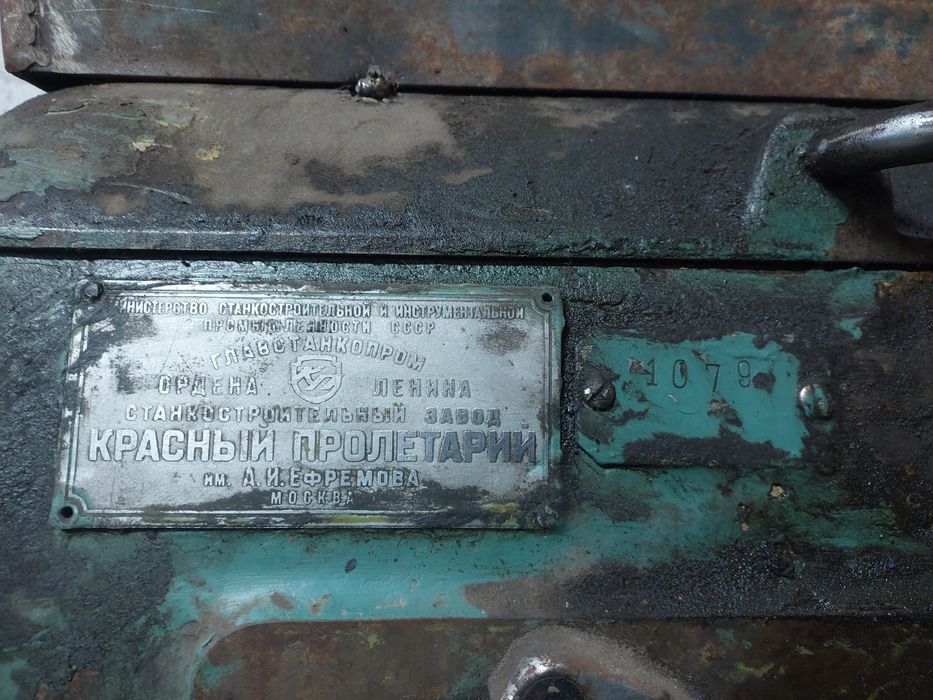 МИНИСТЕРСТВО СТАНКОСТРОИТЕЛЬНОЙ И ИНСТРУМЕНТАЛЬНОЙ
ПРОМЫШЛЕННОСТИ СССР
ГЛАВСТАНКОПРОМ
ОРДЕНА ЛЕНИНА
СТАНКОСТРОИТЕЛЬНЫЙ ЗАВОД
КРАСНЫЙ ПРОЛЕТАРИЙ
им. А.И.ЕФРЕМОВА
МОСКВА
1079